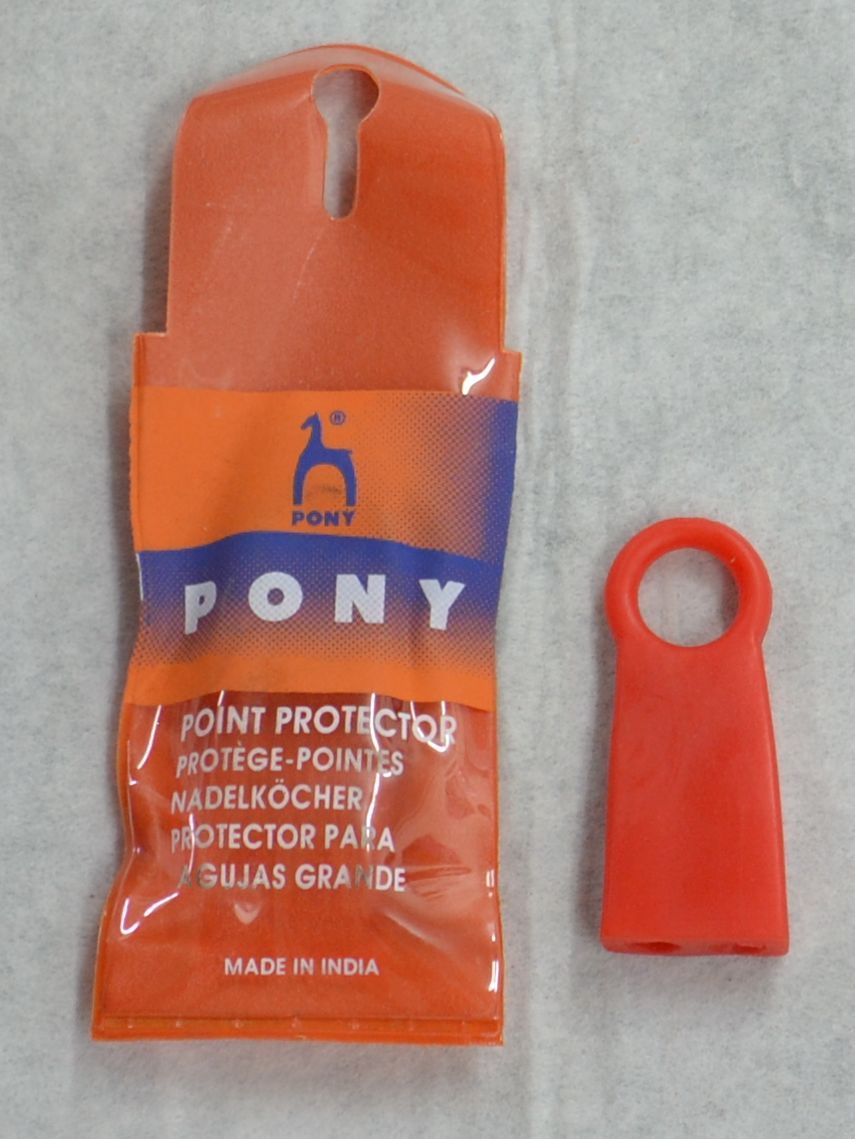 ®
PONY
PONY
POINT PROTECTOR
PROTÈGE-POINTES
NADELKÖCHER
PROTECTOR PARA
AGUJAS GRANDE
MADE IN INDIA